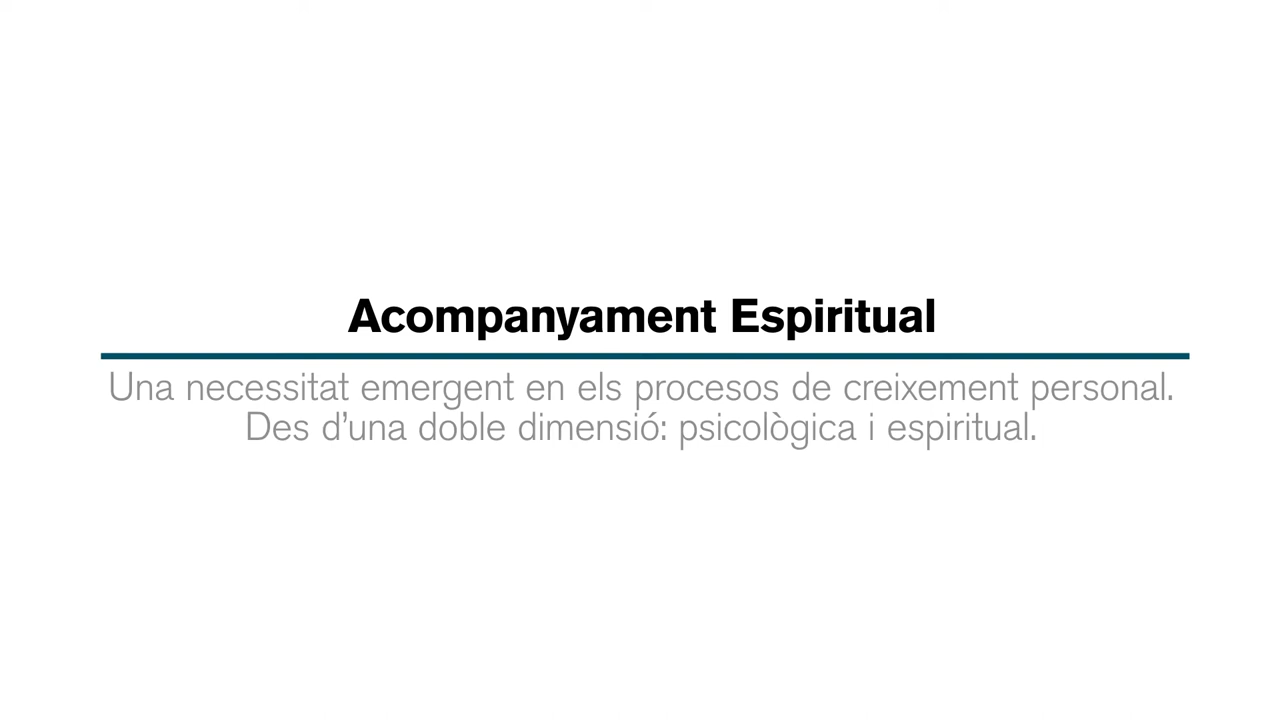 Acompanyament Espiritual
Una necessitat emergent en els procesos de creixement personal.
Des d’una doble dimensió: psicològica i espiritual.